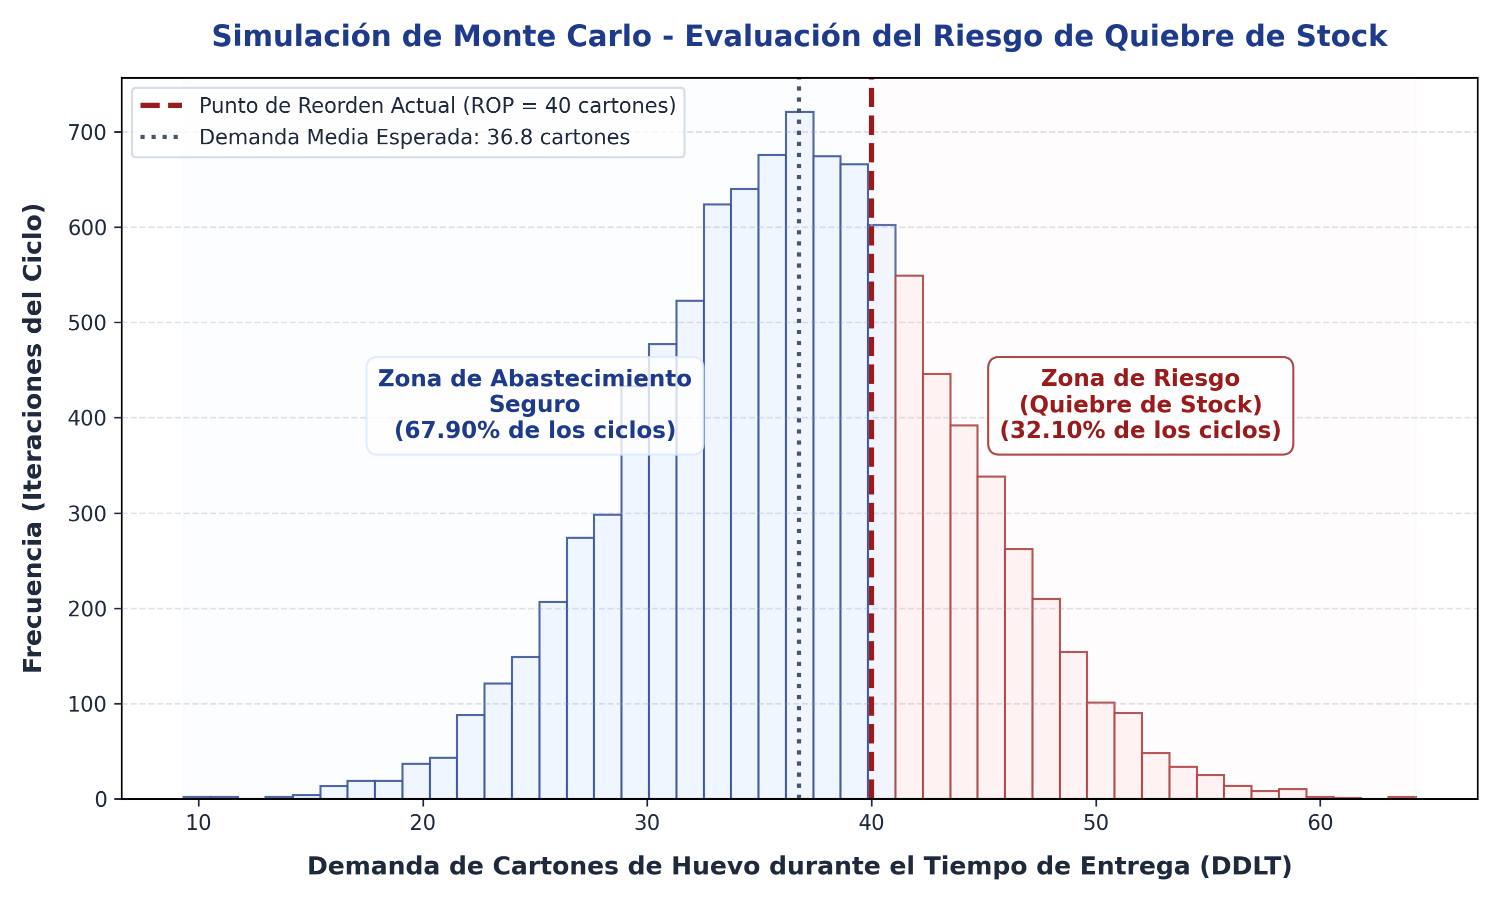 Simulación de Monte Carlo - Evaluación del Riesgo de Quiebre de Stock
Punto de Reorden Actual (ROP = 40 cartones)
Demanda Media Esperada: 36.8 cartones
Frecuencia (Iteraciones del Ciclo)
700
600
500
400
300
200
100
0
Zona de Abastecimiento
Seguro
(67.90% de los ciclos)
Zona de Riesgo
(Quiebre de Stock)
(32.10% de los ciclos)
10 20 30 40 50 60
Demanda de Cartones de Huevo durante el Tiempo de Entrega (DDLT)